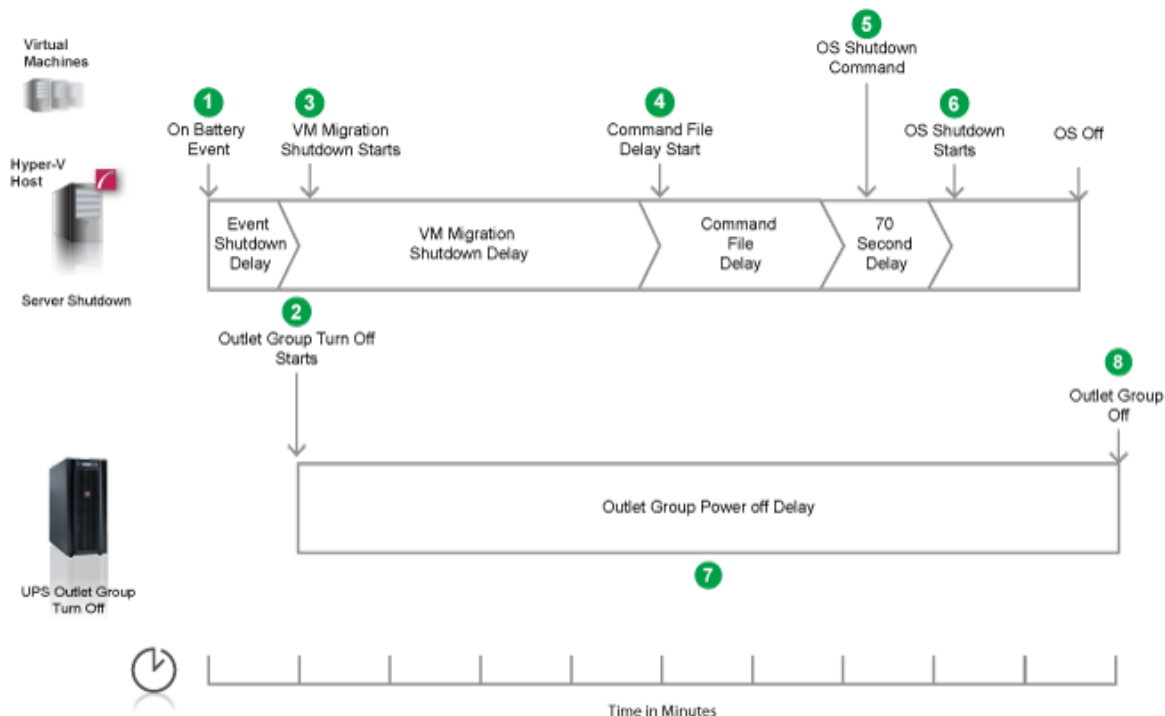 Virtual
Machines
5
OS Shutdown
Command
1
On Battery
Event
3
VM Migration
Shutdown Starts
4
Command File
Delay Start
6
OS Shutdown
Starts
OS Off
Hyper-V
Host
Event
Shutdown
Delay
VM Migration
Shutdown Delay
Command
File
Delay
70
Second
Delay
Server Shutdown
2
Outlet Group Turn Off
Starts
8
Outlet Group
Off
Outlet Group Power off Delay
7
UPS Outlet Group
Turn Off
Time in Minutes